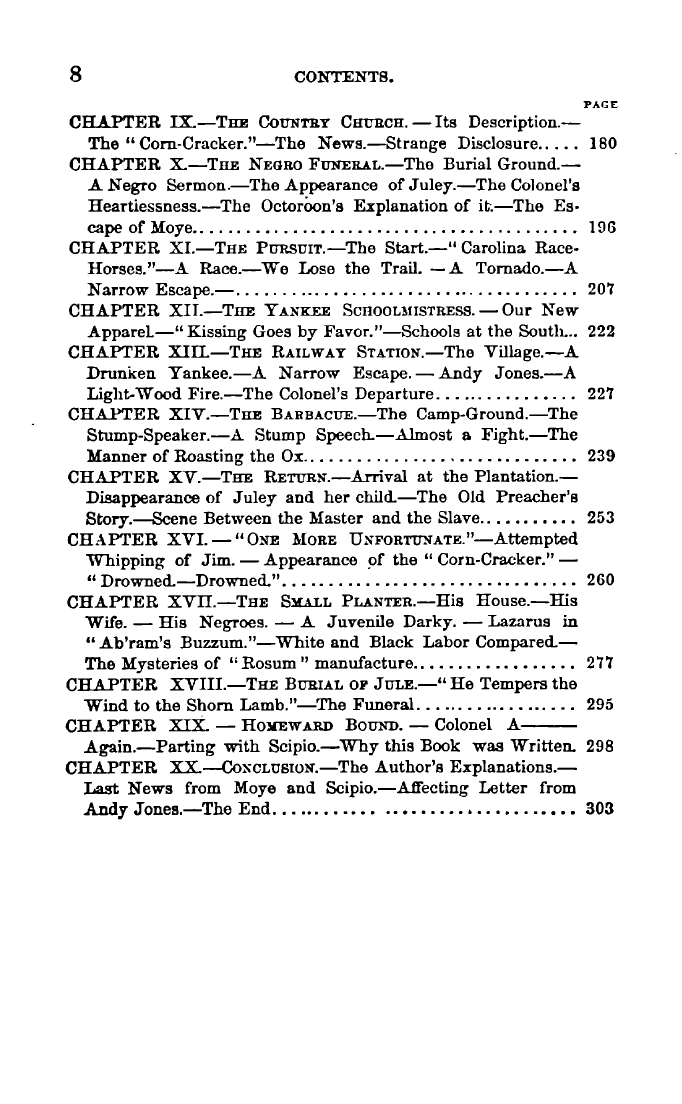 8 CONTENTS.
PAGE
CHAPTER IX.—The Country Church.—Its Description.—
The “Corn-Cracker.”—The News.—Strange Disclosure..... 180
CHAPTER X.—The Negro Funeral.—The Burial Ground.—
A Negro Sermon.—The Appearance of Juley.—The Colonel's
Heartlessness.—The Octoroon's Explanation of it.—The Es-
cape of Moye........................................ 196
CHAPTER XI.—The Pursuit.—The Start.—“Carolina Race-
Horses.”—A Race.—We Lose the Trail.—A Tornado.—A
Narrow Escape.—.................................... 207
CHAPTER XII.—The Yankee Schoolmistress.—Our New
Apparel.—“Kissing Goes by Favor.”—Schools at the South... 222
CHAPTER XIII.—The Railway Station.—The Village.—A
Drunken Yankee.—A Narrow Escape.—Andy Jones.—A
Light-Wood Fire.—The Colonel's Departure............... 227
CHAPTER XIV.—The Barbacue.—The Camp-Ground.—The
Stump-Speaker.—A Stump Speech.—Almost a Fight.—The
Manner of Roasting the Ox............................ 239
CHAPTER XV.—The Return.—Arrival at the Plantation.—
Disappearance of Juley and her child.—The Old Preacher's
Story.—Scene Between the Master and the Slave........... 253
CHAPTER XVI.—“One More Unfortunate.”—Attempted
Whipping of Jim.—Appearance of the “Corn-Cracker.”—
“Drowned.—Drowned.”............................... 260
CHAPTER XVII.—The Small Planter.—His House.—His
Wife.—His Negroes.—A Juvenile Darky.—Lazarus in
“Ab'ram's Buzzum.”—White and Black Labor Compared.—
The Mysteries of “Rosum” manufacture.................. 277
CHAPTER XVIII.—The Burial of Jule.—“He Tempers the
Wind to the Shorn Lamb.”—The Funeral................. 295
CHAPTER XIX.—Homeward Bound.—Colonel A——
Again.—Parting with Scipio.—Why this Book was Written. 298
CHAPTER XX.—Conclusion.—The Author's Explanations.—
Last News from Moye and Scipio.—Affecting Letter from
Andy Jones.—The End................................ 303